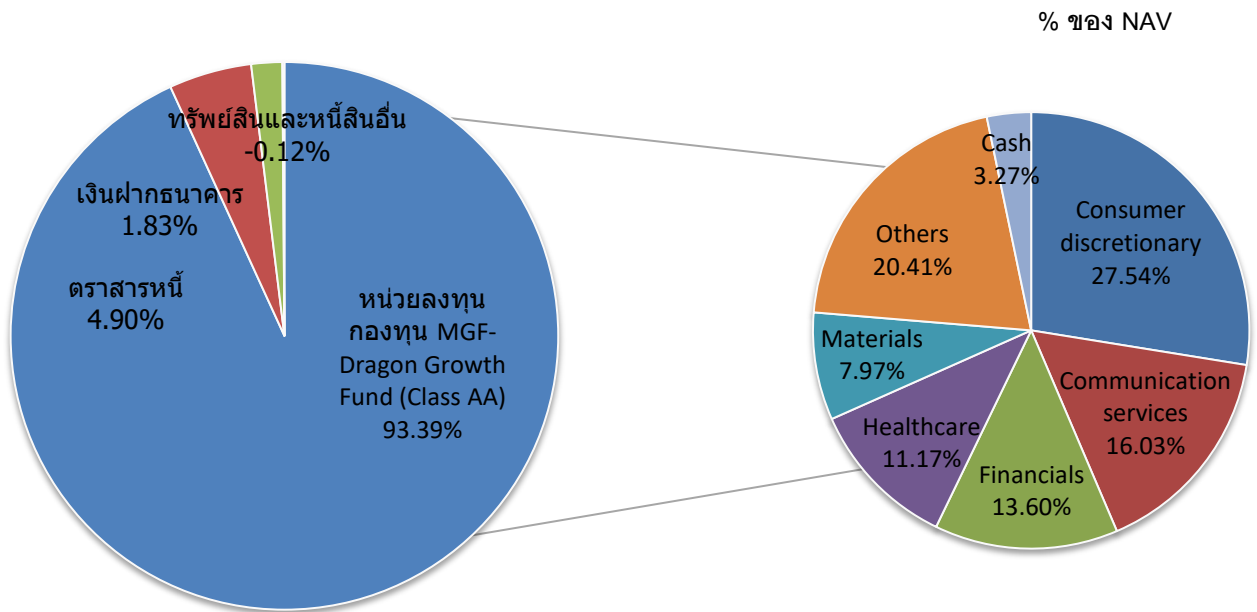 % ของ NAV
ทรัพย์สินและหนี้สินอื่น
-0.12%
เงินฝากธนาคาร
1.83%
ตราสารหนี้
4.90%
หน่วยลงทุน
กองทุน MGF-
Dragon Growth
Fund (Class AA)
93.39%
Cash
3.27%
Consumer
discretionary
27.54%
Others
20.41%
Materials
7.97%
Communication
services
16.03%
Healthcare
11.17%
Financials
13.60%